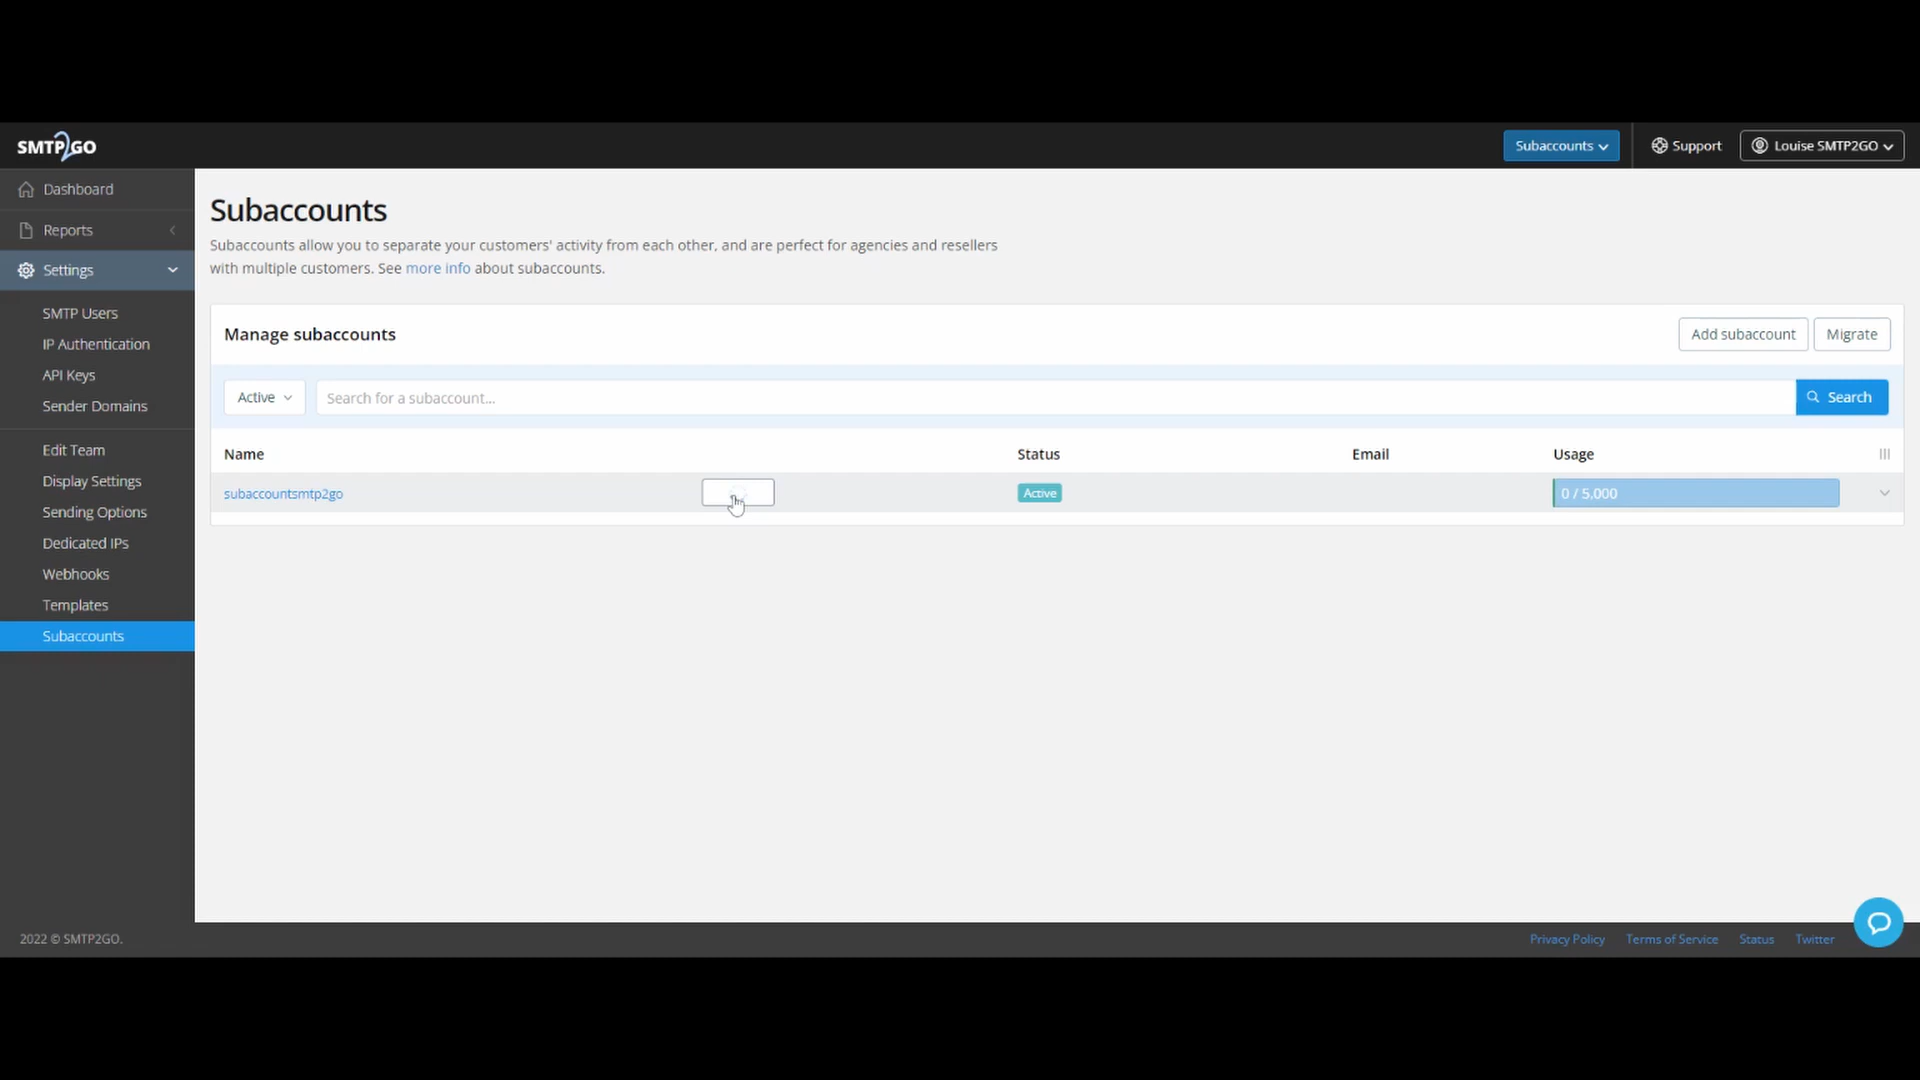 SMTP2GO
Subaccounts
Support
Louise SMTP2GO
Dashboard
Reports
Settings
SMTP Users
IP Authentication
API Keys
Sender Domains
Edit Team
Display Settings
Sending Options
Dedicated IPs
Webhooks
Templates
Subaccounts
Subaccounts
Subaccounts allow you to separate your customers' activity from each other, and are perfect for agencies and resellers
with multiple customers. See more info about subaccounts.
Manage subaccounts
Add subaccount
Migrate
Active
Search for a subaccount...
Search
Name
Status
Email
Usage
subaccountsmtp2go
Active
0 / 5,000
2022 © SMTP2GO.
Privacy Policy
Terms of Service
Status
Twitter